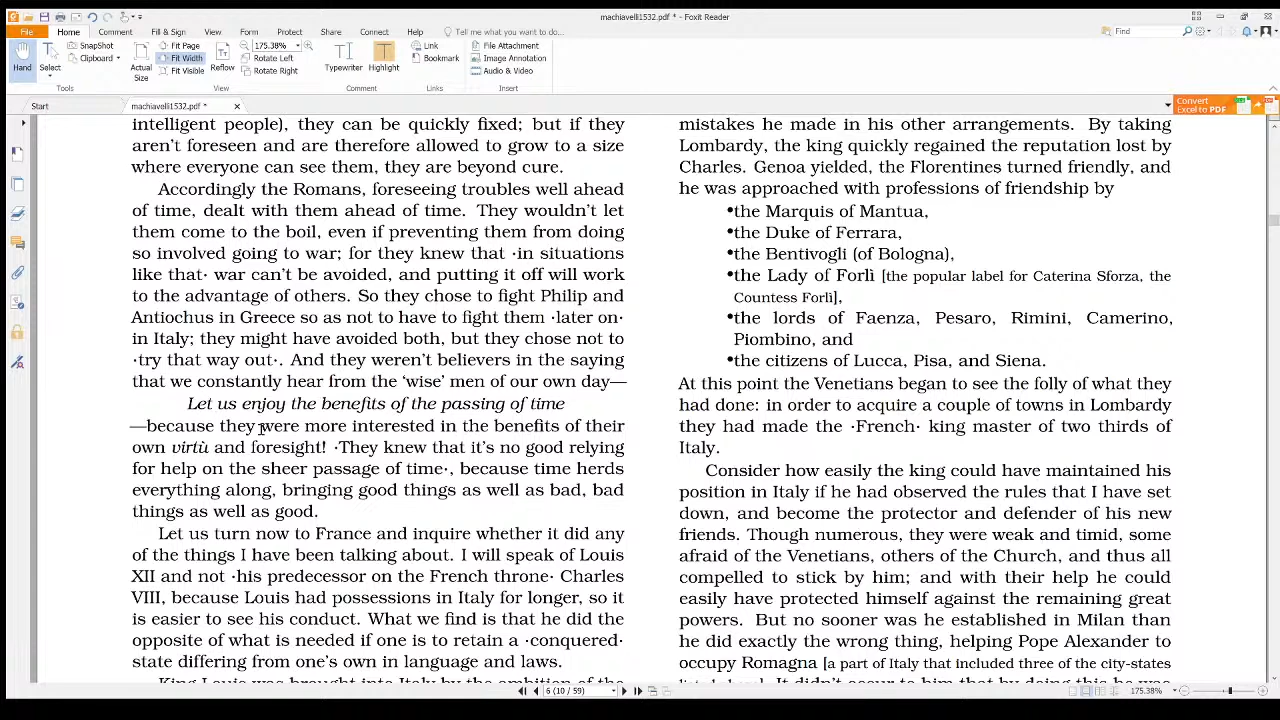 machiavelli1532.pdf * - Foxit Reader
File Home Comment Fill & Sign View Form Protect Share Connect Help Tell me what you want to do... Find
Hand
Select
SnapShot
Clipboard
Tools
Actual Size
Fit Page
Fit Width
Fit Visible
Reflow
175.38%
Rotate Left
Rotate Right
View
Typewriter
Highlight
Comment
Link
Bookmark
Links
File Attachment
Image Annotation
Audio & Video
Insert
Start
machiavelli1532.pdf *
Convert
Excel to PDF
intelligent people), they can be quickly fixed; but if they
aren't foreseen and are therefore allowed to grow to a size
where everyone can see them, they are beyond cure.
Accordingly the Romans, foreseeing troubles well ahead
of time, dealt with them ahead of time. They wouldn't let
them come to the boil, even if preventing them from doing
so involved going to war; for they knew that ·in situations
like that· war can't be avoided, and putting it off will work
to the advantage of others. So they chose to fight Philip and
Antiochus in Greece so as not to have to fight them ·later on·
in Italy; they might have avoided both, but they chose not to
·try that way out·. And they weren't believers in the saying
that we constantly hear from the 'wise' men of our own day—
Let us enjoy the benefits of the passing of time
—because they were more interested in the benefits of their
own virtù and foresight! ·They knew that it's no good relying
for help on the sheer passage of time·, because time herds
everything along, bringing good things as well as bad, bad
things as well as good.
Let us turn now to France and inquire whether it did any
of the things I have been talking about. I will speak of Louis
XII and not ·his predecessor on the French throne· Charles
VIII, because Louis had possessions in Italy for longer, so it
is easier to see his conduct. What we find is that he did the
opposite of what is needed if one is to retain a ·conquered·
state differing from one's own in language and laws.
King Louis was brought into Italy by the ambition of the
mistakes he made in his other arrangements. By taking
Lombardy, the king quickly regained the reputation lost by
Charles. Genoa yielded, the Florentines turned friendly, and
he was approached with professions of friendship by
•the Marquis of Mantua,
•the Duke of Ferrara,
•the Bentivogli (of Bologna),
•the Lady of Forlì [the popular label for Caterina Sforza, the
Countess Forlì],
•the lords of Faenza, Pesaro, Rimini, Camerino,
Piombino, and
•the citizens of Lucca, Pisa, and Siena.
At this point the Venetians began to see the folly of what they
had done: in order to acquire a couple of towns in Lombardy
they had made the ·French· king master of two thirds of
Italy.
Consider how easily the king could have maintained his
position in Italy if he had observed the rules that I have set
down, and become the protector and defender of his new
friends. Though numerous, they were weak and timid, some
afraid of the Venetians, others of the Church, and thus all
compelled to stick by him; and with their help he could
easily have protected himself against the remaining great
powers. But no sooner was he established in Milan than
he did exactly the wrong thing, helping Pope Alexander to
occupy Romagna [a part of Italy that included three of the city-states
It didn't occur to him that by doing this he was
6 (10 / 59)
175.38%